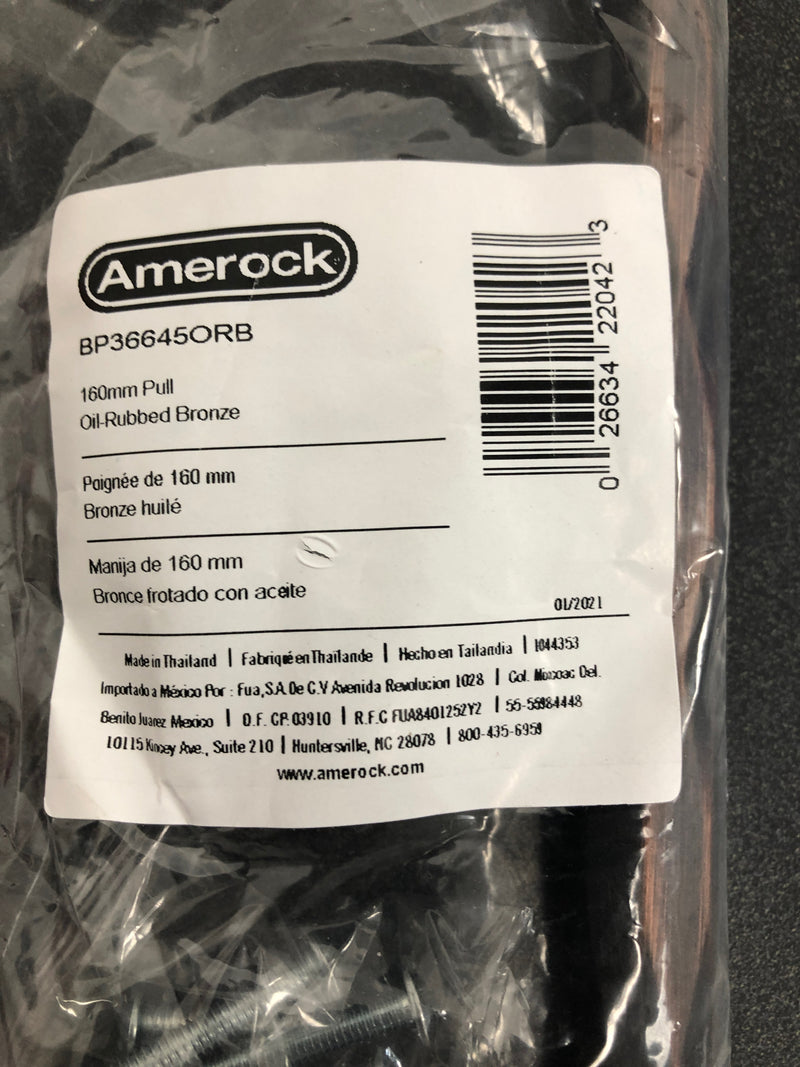 Amerock
BP36645ORB
160mm Pull
Oil-Rubbed Bronze
Poignée de 160 mm
Bronze huilé
Manija de 160 mm
Bronce frotado con aceite
0 26634 22042 3
01/2021
Made in Thailand | Fabriqué en Thaïlande | Hecho en Tailandia | 1044353
Importado a México Por : Fua,S.A. De C.V Avenida Revolucion 1028 | Col. Mixcoac Del.
Benito Juarez Mexico | D.F. CP. 03910 | R.F.C FUA8401252Y2 | 55-55984448
10115 Kincey Ave., Suite 210 | Huntersville, NC 28078 | 800-435-6959
www.amerock.com